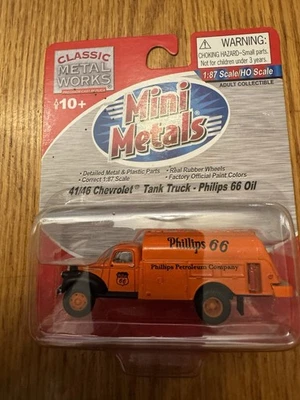 CLASSIC
METAL
WORKS
10+
WARNING:
CHOKING HAZARD-Small parts.
Not for children under 3 years.
1:87 Scale/HO Scale
ADULT COLLECTIBLE
Mini
Metals
• Detailed Metal & Plastic Parts • Real Rubber Wheels
• Correct 1:87 Scale • Factory Official Paint Colors
41/46 Chevrolet® Tank Truck - Philips 66 Oil
Phillips 66
Phillips Petroleum Company
66